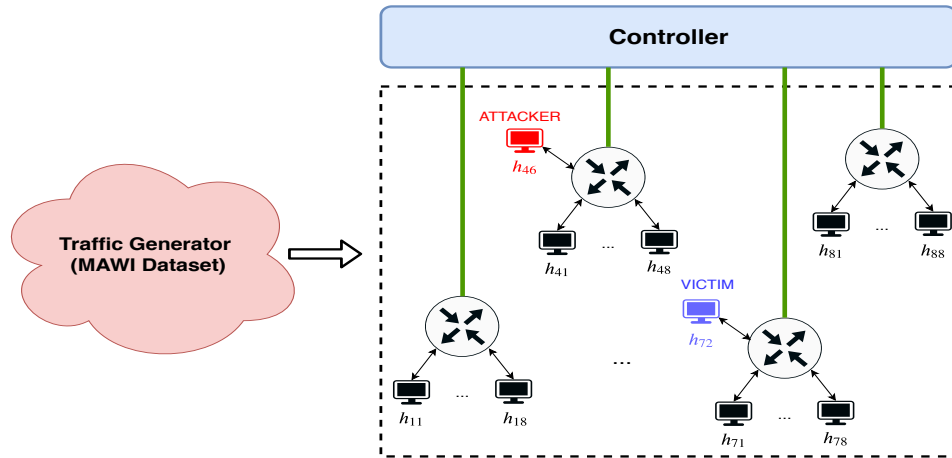 Controller
ATTACKER
h46
h41 ... h48
h81 ... h88
Traffic Generator
(MAWI Dataset)
VICTIM
h72
...
h11 ... h18
h71 ... h78